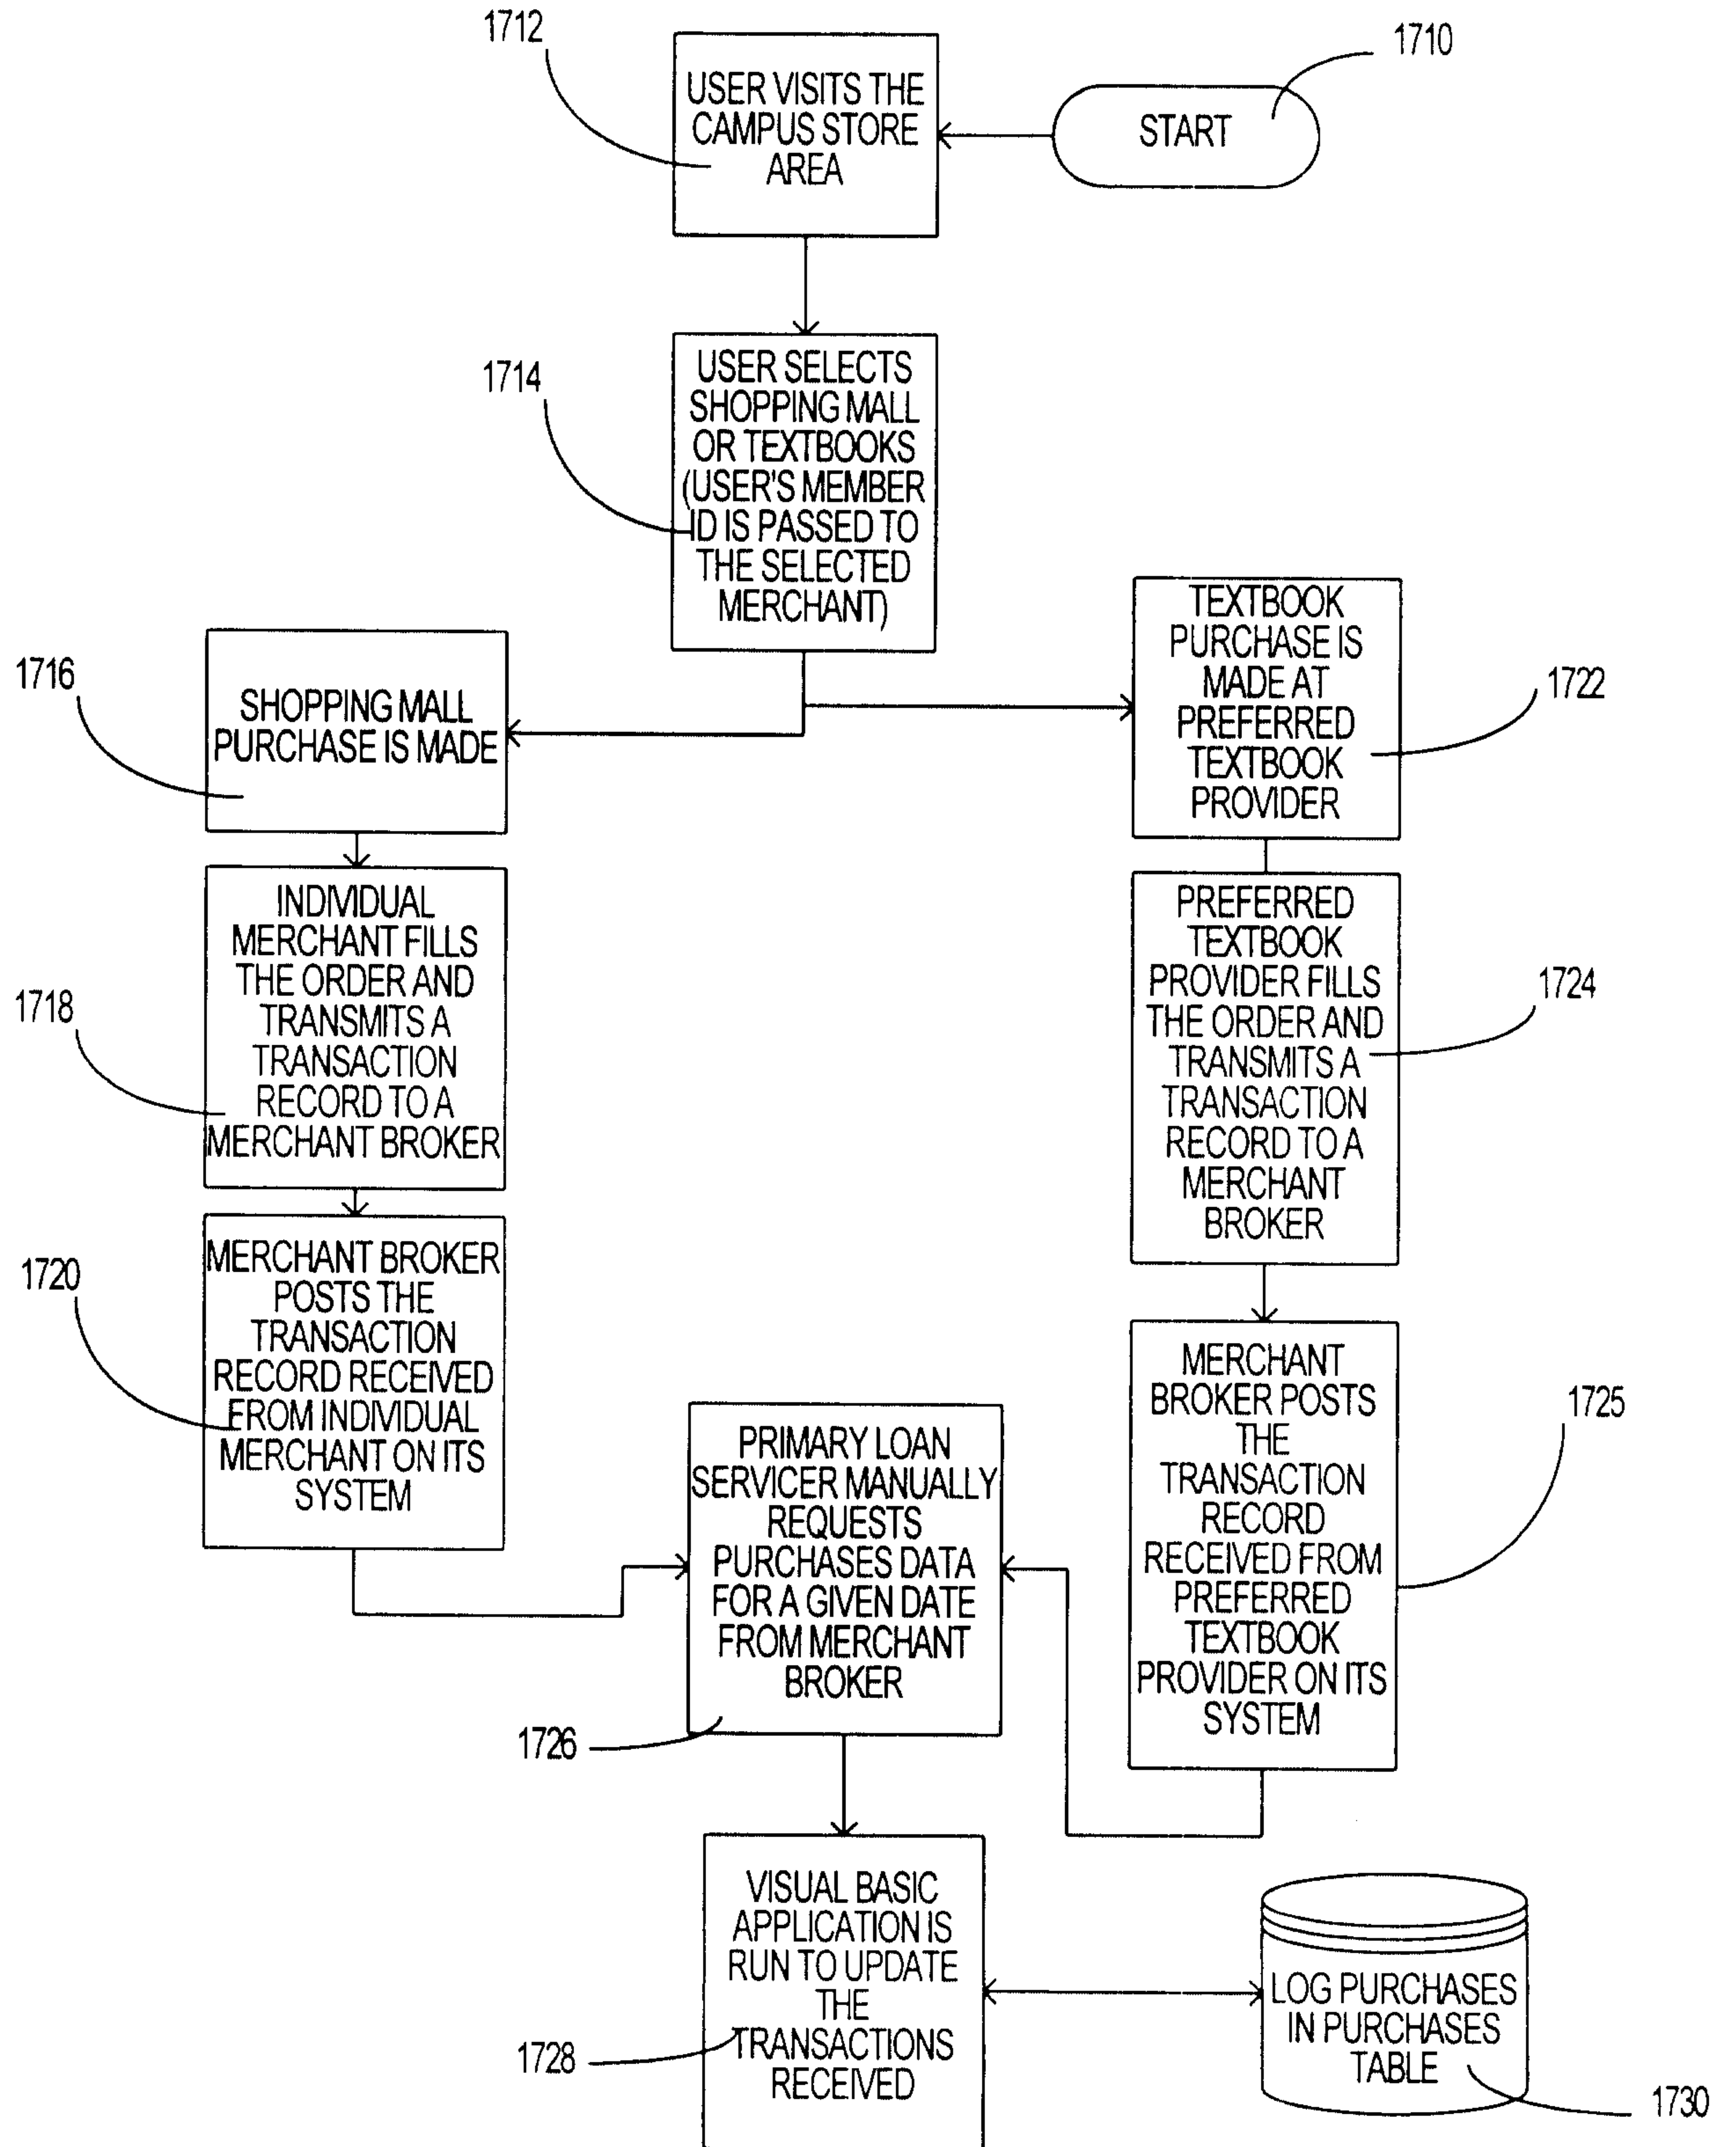 1712
USER VISITS THE
CAMPUS STORE
AREA
1710
START
1714
USER SELECTS
SHOPPING MALL
OR TEXTBOOKS
(USER'S MEMBER
ID IS PASSED TO
THE SELECTED
MERCHANT)
1716
SHOPPING MALL
PURCHASE IS MADE
1722
TEXTBOOK
PURCHASE IS
MADE AT
PREFERRED
TEXTBOOK
PROVIDER
1718
INDIVIDUAL
MERCHANT FILLS
THE ORDER AND
TRANSMITS A
TRANSACTION
RECORD TO A
MERCHANT BROKER
1724
PREFERRED
TEXTBOOK
PROVIDER FILLS
THE ORDER AND
TRANSMITS A
TRANSACTION
RECORD TO A
MERCHANT
BROKER
1720
MERCHANT BROKER
POSTS THE
TRANSACTION
RECORD RECEIVED
FROM INDIVIDUAL
MERCHANT ON ITS
SYSTEM
1725
MERCHANT
BROKER POSTS
THE
TRANSACTION
RECORD
RECEIVED FROM
PREFERRED
TEXTBOOK
PROVIDER ON ITS
SYSTEM
PRIMARY LOAN
SERVICER MANUALLY
REQUESTS
PURCHASES DATA
FOR A GIVEN DATE
FROM MERCHANT
BROKER
1726
VISUAL BASIC
APPLICATION IS
RUN TO UPDATE
THE
TRANSACTIONS
RECEIVED
1728
LOG PURCHASES
IN PURCHASES
TABLE
1730